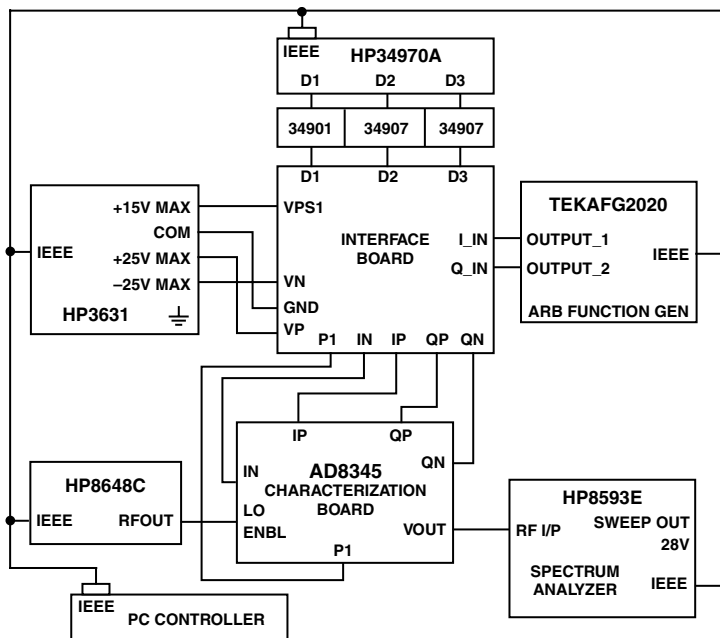 IEEE
HP34970A
D1 D2 D3
34901 34907 34907
D1 D2 D3
+15V MAX
COM
IEEE
+25V MAX
–25V MAX
HP3631
VPS1
INTERFACE
BOARD
I_IN
Q_IN
VN
GND
VP
P1 IN IP QP QN
TEKAFG2020
OUTPUT_1
IEEE
OUTPUT_2
ARB FUNCTION GEN
IP QP
AD8345
CHARACTERIZATION
BOARD
IN
QN
LO
ENBL
VOUT
P1
HP8648C
IEEE RFOUT
HP8593E
RF I/P
SWEEP OUT
28V
SPECTRUM
ANALYZER
IEEE
IEEE
PC CONTROLLER